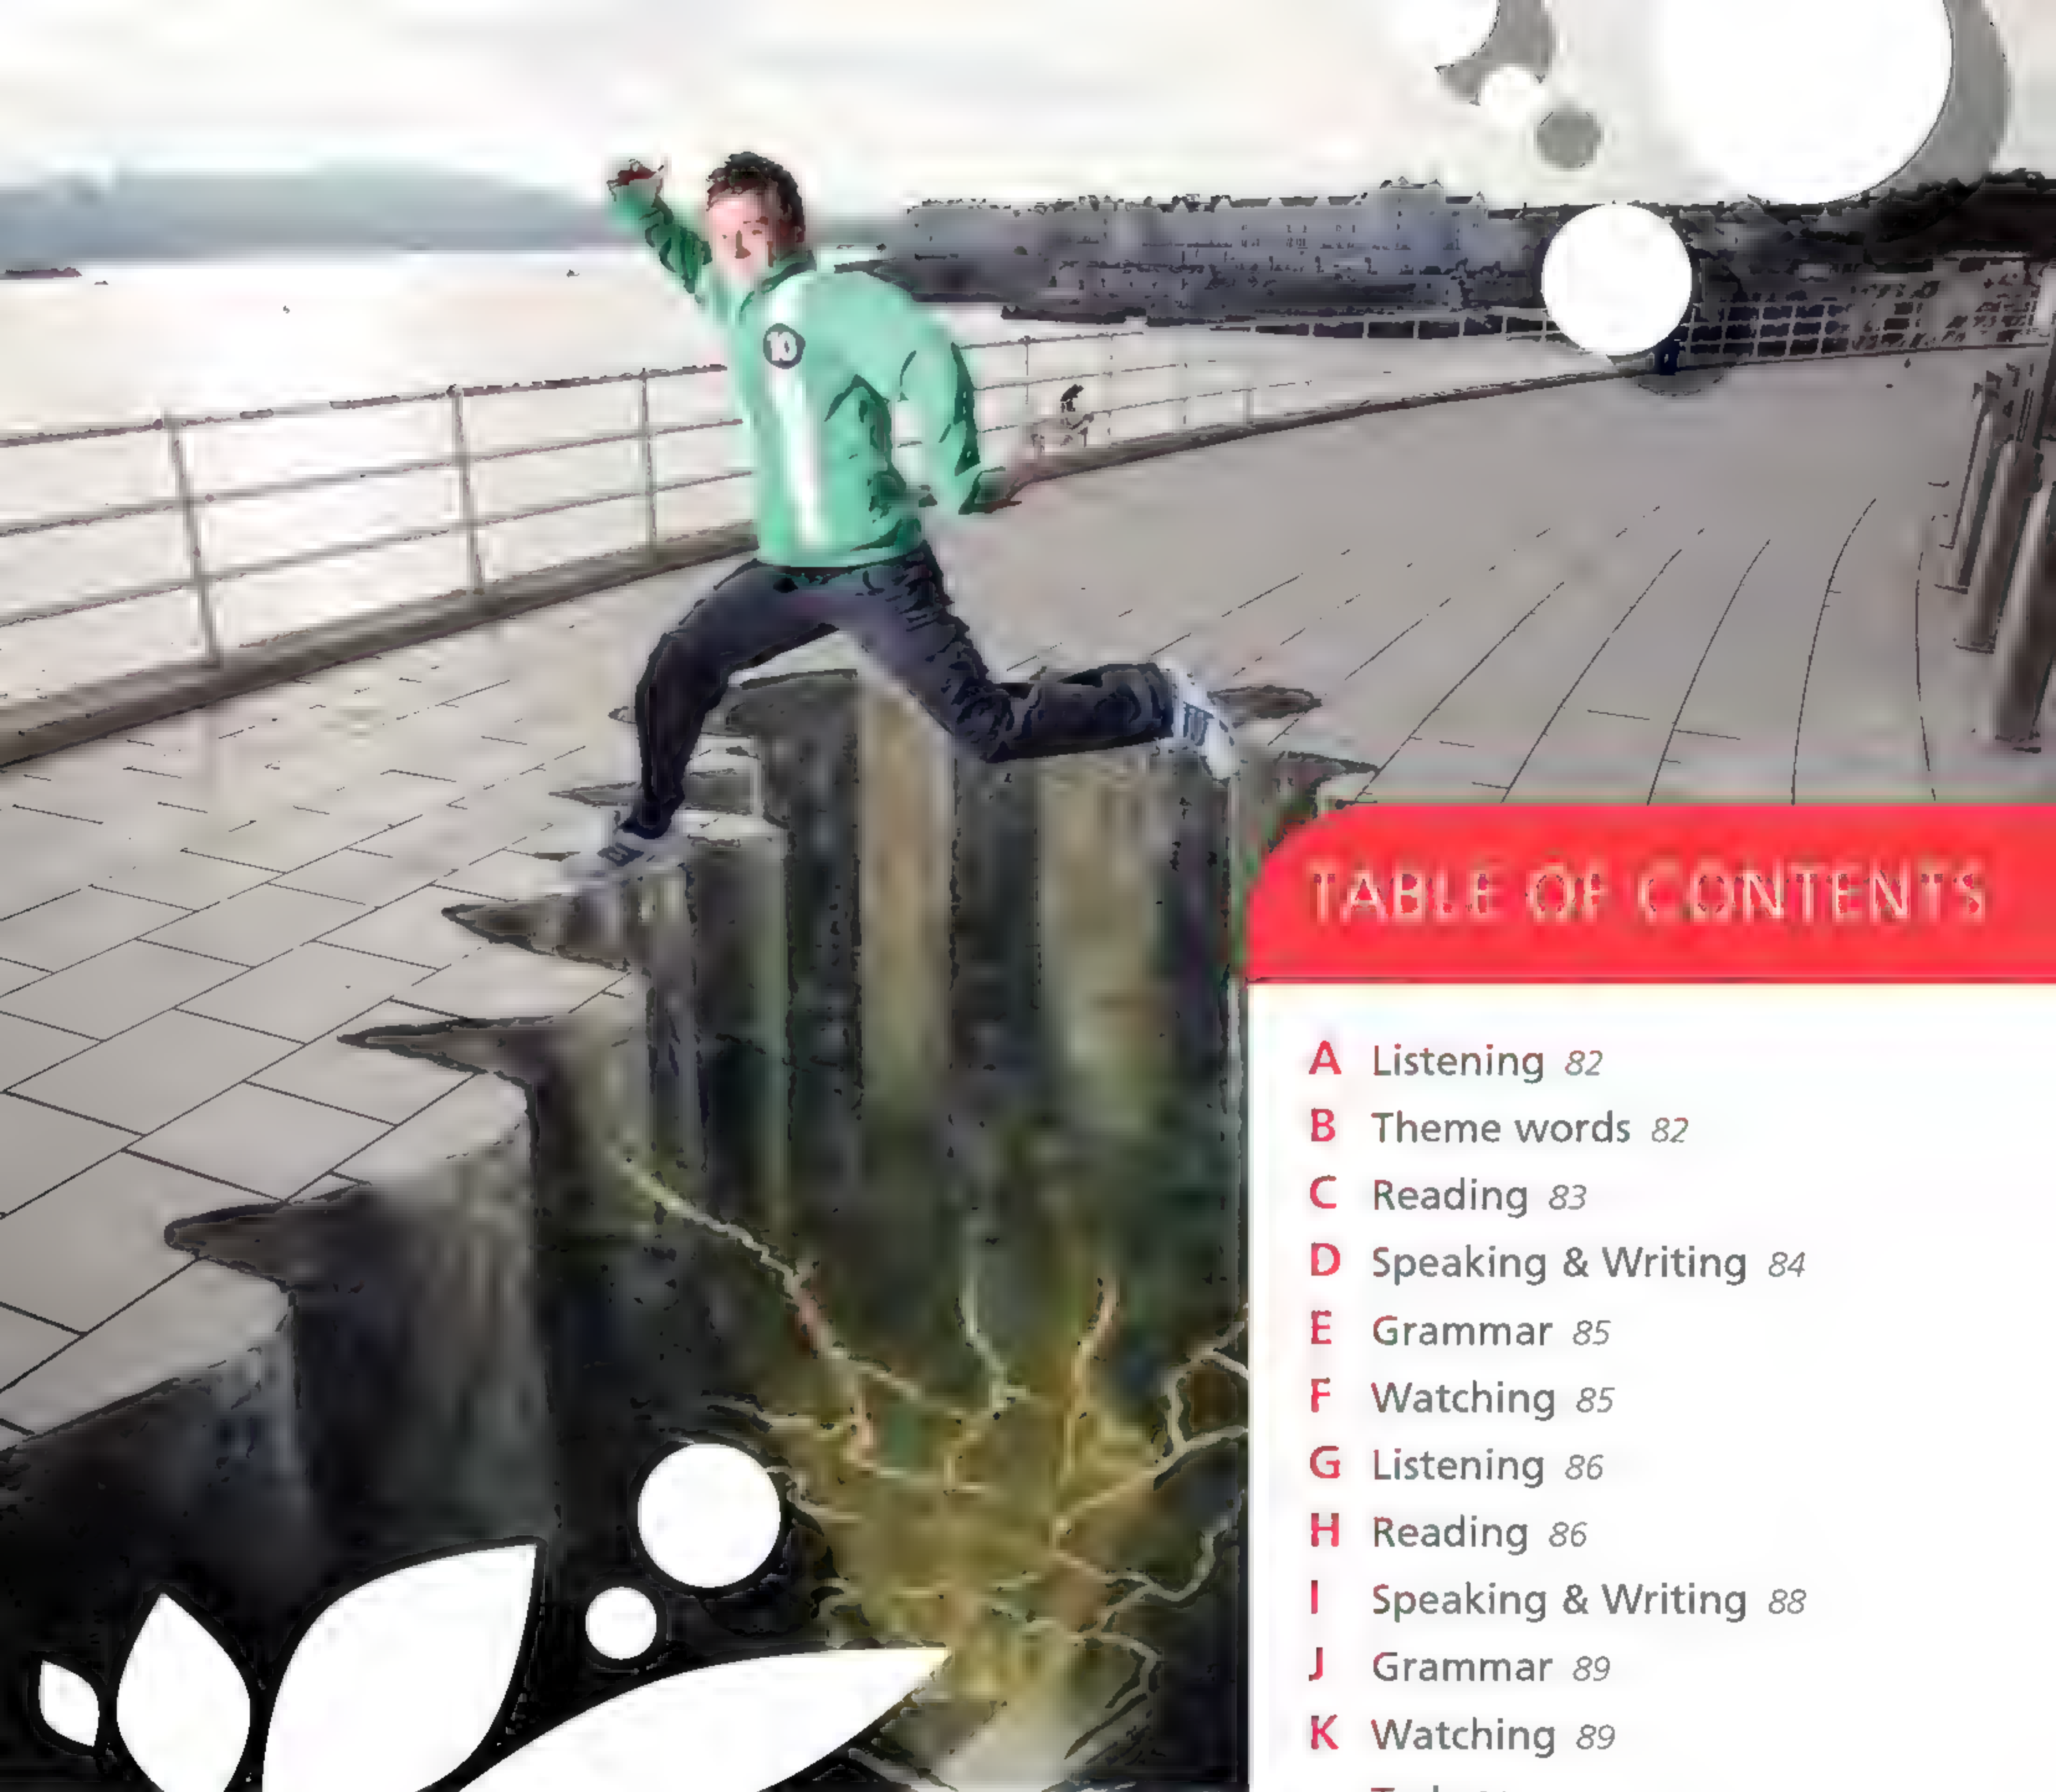 10
TABLE OF CONTENTS
A Listening 82
B Theme words 82
C Reading 83
D Speaking & Writing 84
E Grammar 85
F Watching 85
G Listening 86
H Reading 86
I Speaking & Writing 88
J Grammar 89
K Watching 89